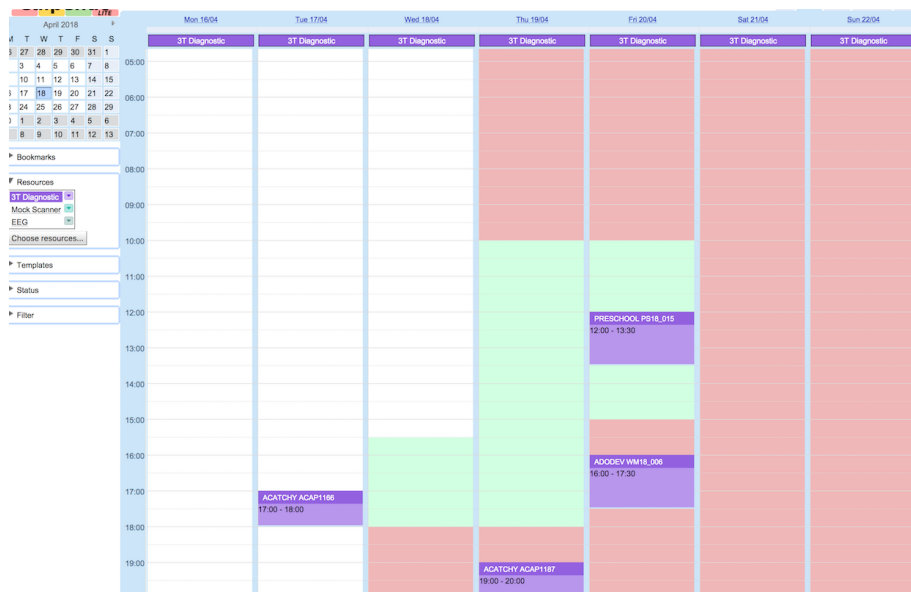 LITE
April 2018
M T W T F S S
27 28 29 30 31 1
3 4 5 6 7 8
10 11 12 13 14 15
17 18 19 20 21 22
24 25 26 27 28 29
1 2 3 4 5 6
8 9 10 11 12 13
Bookmarks
Resources
3T Diagnostic
Mock Scanner
EEG
Choose resources...
Templates
Status
Filter
Mon 16/04 Tue 17/04 Wed 18/04 Thu 19/04 Fri 20/04 Sat 21/04 Sun 22/04
3T Diagnostic 3T Diagnostic 3T Diagnostic 3T Diagnostic 3T Diagnostic 3T Diagnostic 3T Diagnostic
05:00
06:00
07:00
08:00
09:00
10:00
11:00
12:00
PRESCHOOL PS18_015
12:00 - 13:30
13:00
14:00
15:00
16:00
ADODEV WM18_006
16:00 - 17:30
17:00
ACATCHY ACAP1166
17:00 - 18:00
18:00
19:00
ACATCHY ACAP1187
19:00 - 20:00